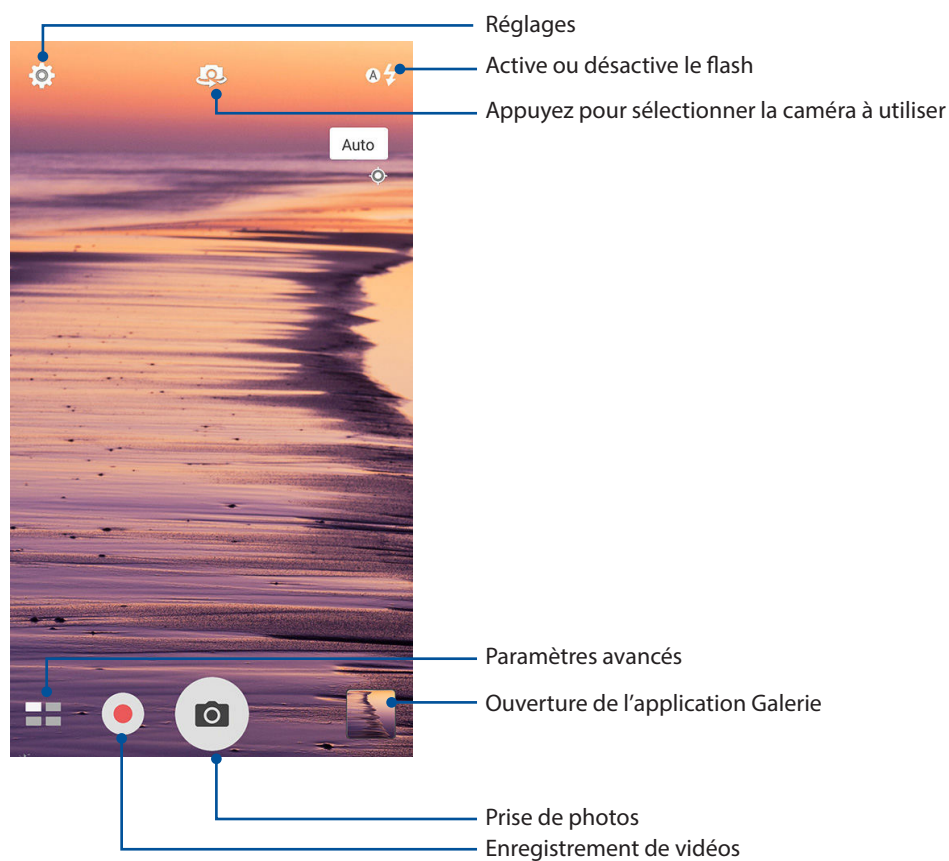 Réglages
Active ou désactive le flash
A
Appuyez pour sélectionner la caméra à utiliser
Auto
Paramètres avancés
Ouverture de l’application Galerie
Prise de photos
Enregistrement de vidéos